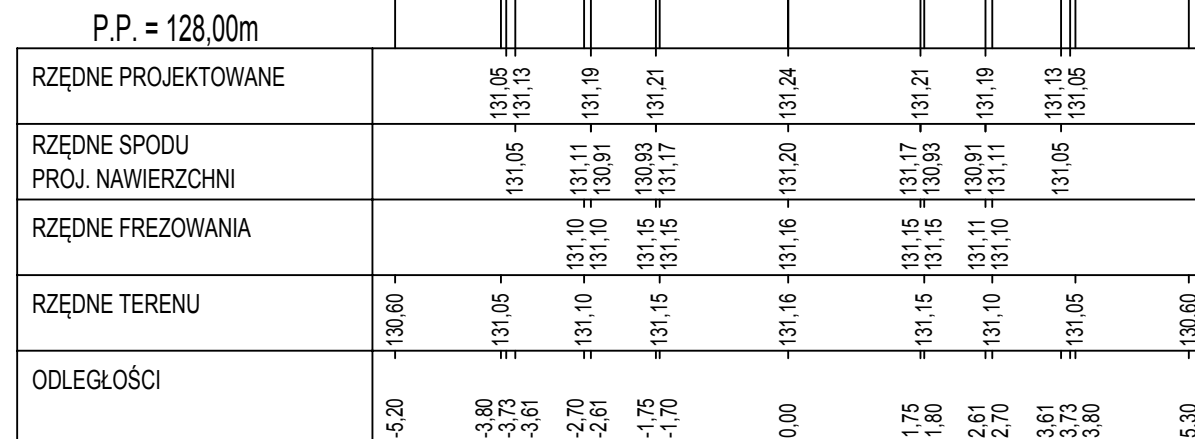 P.P. = 128,00m
RZĘDNE PROJEKTOWANE
131,05 131,13 131,19 131,21 131,24 131,21 131,19 131,13 131,05
RZĘDNE SPODU
PROJ. NAWIERZCHNI
131,05 131,11 130,91 130,93 131,17 131,20 131,17 130,93 130,91 131,11 131,05
RZĘDNE FREZOWANIA
131,10 131,10 131,15 131,15 131,16 131,15 131,15 131,11 131,10
RZĘDNE TERENU
130,60 131,05 131,10 131,15 131,16 131,15 131,10 131,05 130,60
ODLEGŁOŚCI
-5,20 -3,80 -3,73 -3,61 -2,70 -2,61 -1,75 -1,70 0,00 1,75 1,80 2,61 2,70 3,61 3,73 3,80 5,30